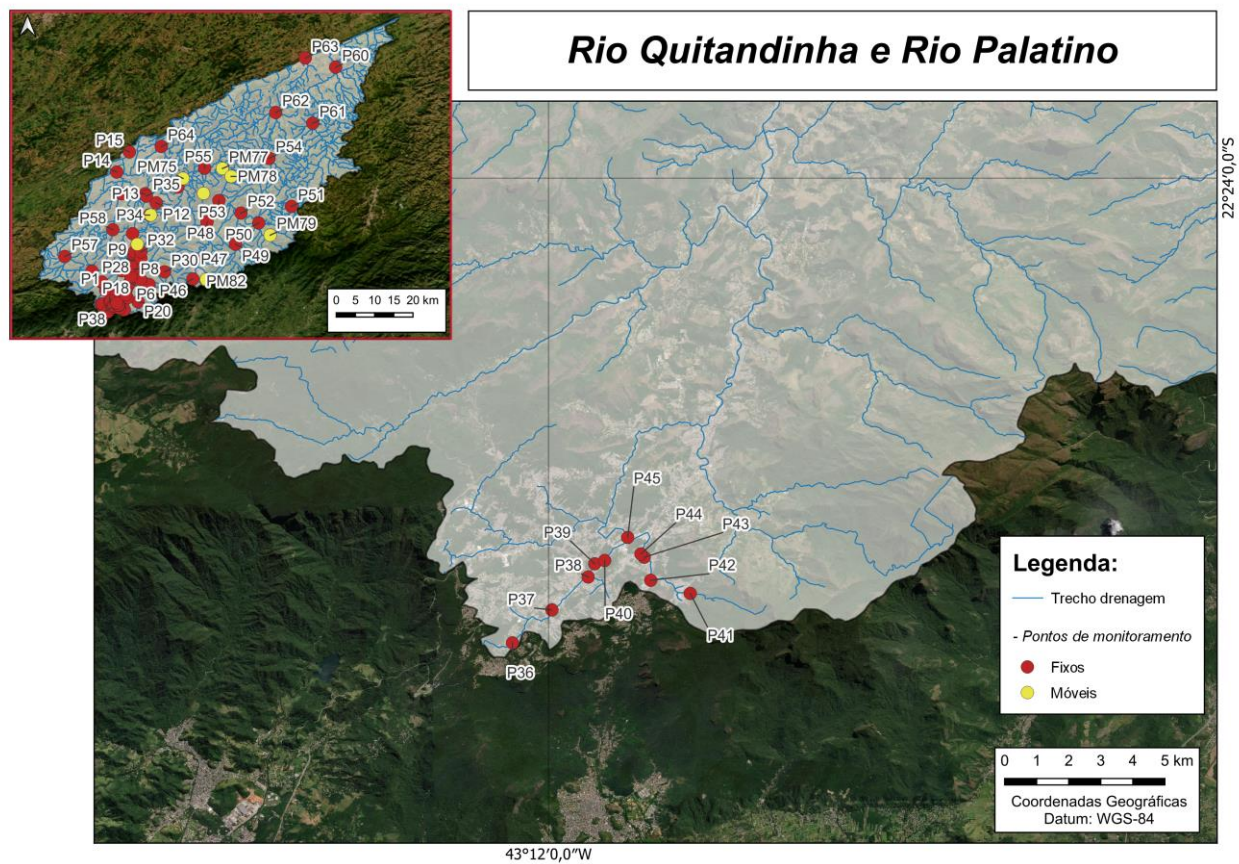 Rio Quitandinha e Rio Palatino
P63
P60
P62
P61
P15
P64
P14
PM75
P55
PM77
P54
PM78
P13
P35
P58
P34
P12
P53
P52
P51
PM79
P57
P9
P32
P48
P50
P49
P28
P8
P30
P47
P1
P18
P6
P46
PM82
P38
P20
0 5 10 15 20 km
22°24'0,0"S
P45
P44
P43
P39
P38
P42
P37
P40
P41
P36
Legenda:
Trecho drenagem
- Pontos de monitoramento
Fixos
Móveis
0 1 2 3 4 5 km
Coordenadas Geográficas
Datum: WGS-84
43°12'0,0"W